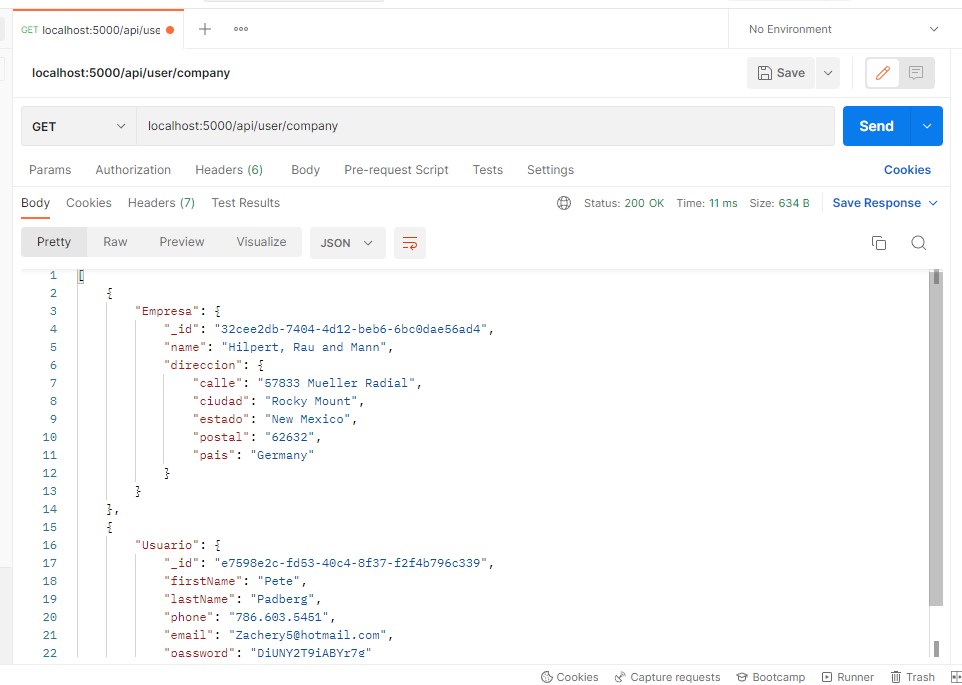 GET localhost:5000/api/use
No Environment
localhost:5000/api/user/company
Save
GET localhost:5000/api/user/company
Send
Params Authorization Headers (6) Body Pre-request Script Tests Settings Cookies
Body Cookies Headers (7) Test Results Status: 200 OK Time: 11 ms Size: 634 B Save Response
Pretty Raw Preview Visualize JSON
1 [
2 {
3 "Empresa": {
4 "_id": "32cee2db-7404-4d12-beb6-6bc0dae56ad4",
5 "name": "Hilpert, Rau and Mann",
6 "direccion": {
7 "calle": "57833 Mueller Radial",
8 "ciudad": "Rocky Mount",
9 "estado": "New Mexico",
10 "postal": "62632",
11 "pais": "Germany"
12 }
13 }
14 },
15 {
16 "Usuario": {
17 "_id": "e7598e2c-fd53-40c4-8f37-f2f4b796c339",
18 "firstName": "Pete",
19 "lastName": "Padberg",
20 "phone": "786.603.5451",
21 "email": "Zachery5@hotmail.com",
22 "password": "DiUNY2T9iABYr7g"
Cookies Capture requests Bootcamp Runner Trash